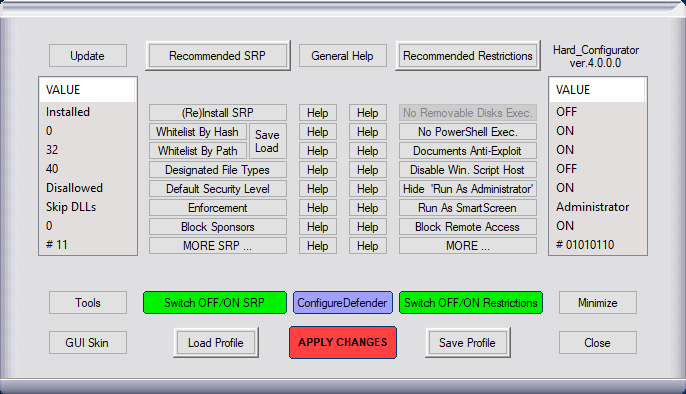 Update
Recommended SRP
General Help
Recommended Restrictions
Hard_Configurator
ver.4.0.0.0
VALUE
VALUE
Installed
(Re)Install SRP
Help
Help
No Removable Disks Exec.
OFF
0
Whitelist By Hash
Save
Load
Help
Help
No PowerShell Exec.
ON
32
Whitelist By Path
Help
Help
Documents Anti-Exploit
ON
40
Designated File Types
Help
Help
Disable Win. Script Host
OFF
Disallowed
Default Security Level
Help
Help
Hide 'Run As Administrator'
ON
Skip DLLs
Enforcement
Help
Help
Run As SmartScreen
Administrator
0
Block Sponsors
Help
Help
Block Remote Access
ON
# 11
MORE SRP ...
Help
Help
MORE ...
# 01010110
Tools
Switch OFF/ON SRP
ConfigureDefender
Switch OFF/ON Restrictions
Minimize
GUI Skin
Load Profile
APPLY CHANGES
Save Profile
Close